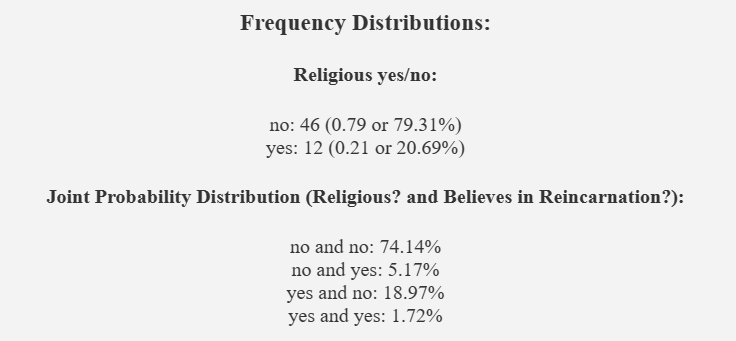 Frequency Distributions:
Religious yes/no:
no: 46 (0.79 or 79.31%)
yes: 12 (0.21 or 20.69%)
Joint Probability Distribution (Religious? and Believes in Reincarnation?):
no and no: 74.14%
no and yes: 5.17%
yes and no: 18.97%
yes and yes: 1.72%